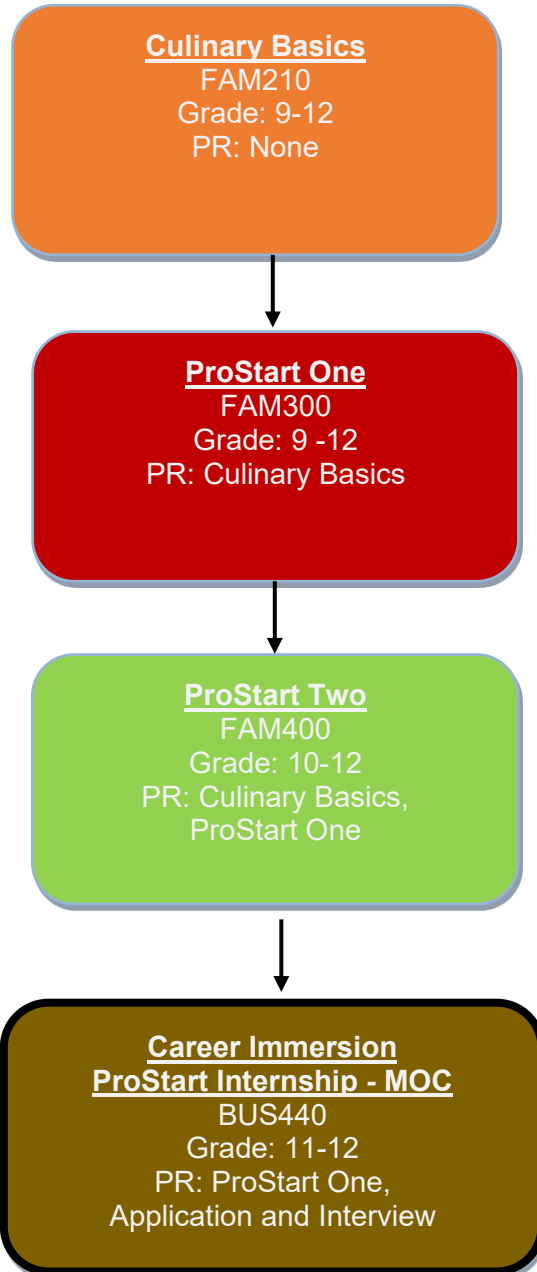 Culinary Basics
FAM210
Grade: 9-12
PR: None
ProStart One
FAM300
Grade: 9 -12
PR: Culinary Basics
ProStart Two
FAM400
Grade: 10-12
PR: Culinary Basics,
ProStart One
Career Immersion
ProStart Internship - MOC
BUS440
Grade: 11-12
PR: ProStart One,
Application and Interview